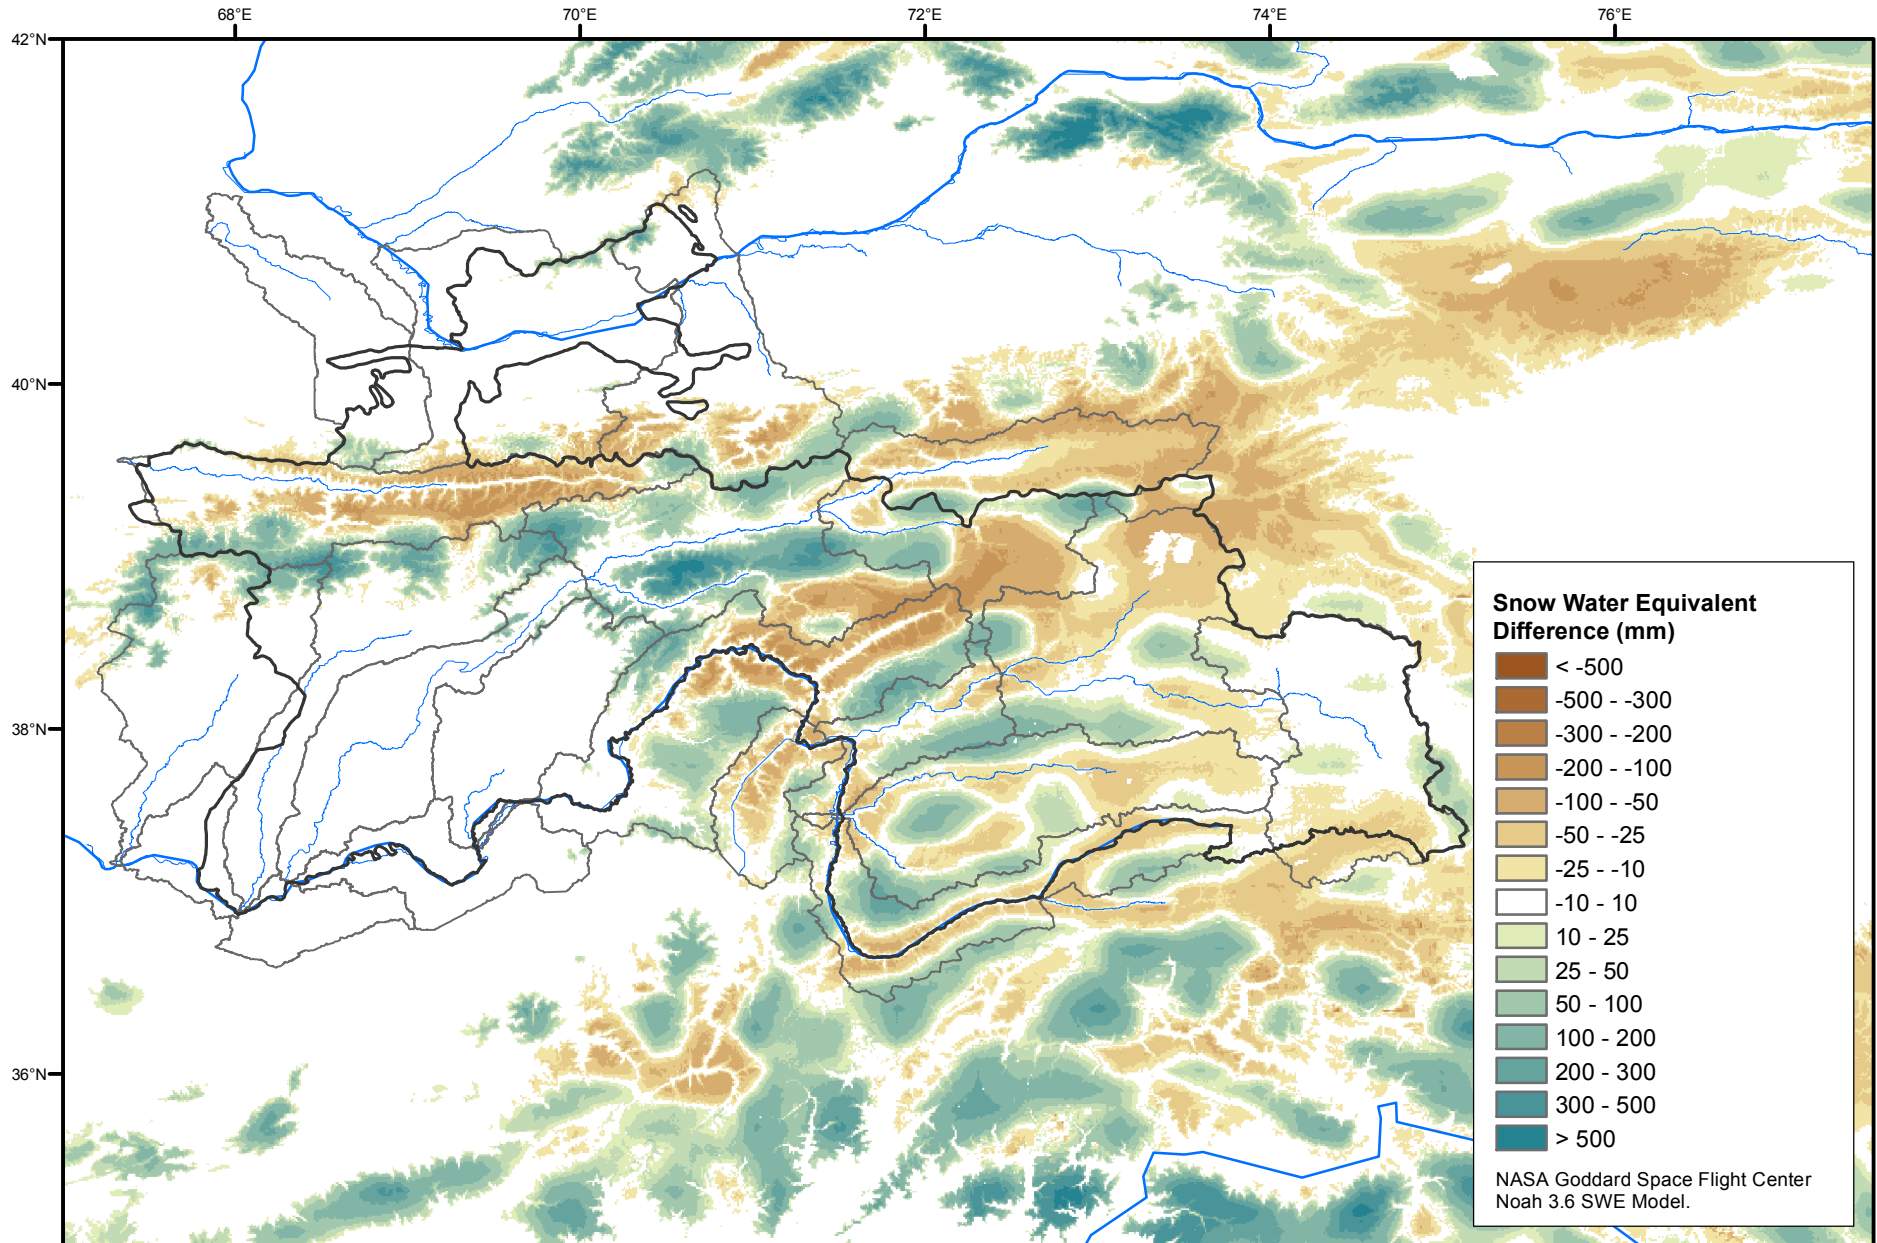 68°E
70°E
72°E
74°E
76°E
42°N
40°N
38°N
36°N
Snow Water Equivalent
Difference (mm)
< -500
-500 - -300
-300 - -200
-200 - -100
-100 - -50
-50 - -25
-25 - -10
-10 - 10
10 - 25
25 - 50
50 - 100
100 - 200
200 - 300
300 - 500
> 500
NASA Goddard Space Flight Center
Noah 3.6 SWE Model.